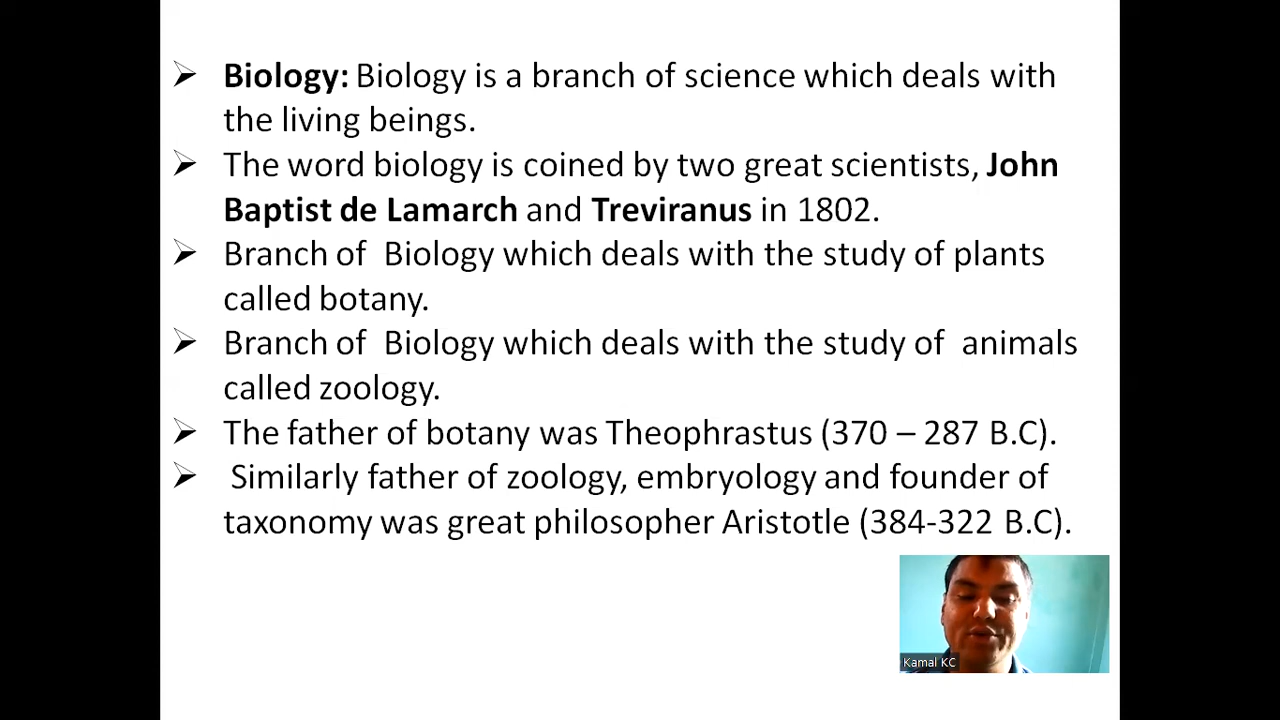 ➢ Biology: Biology is a branch of science which deals with
the living beings.
➢ The word biology is coined by two great scientists, John
Baptist de Lamarch and Treviranus in 1802.
➢ Branch of  Biology which deals with the study of plants
called botany.
➢ Branch of  Biology which deals with the study of  animals
called zoology.
➢ The father of botany was Theophrastus (370 – 287 B.C).
➢ Similarly father of zoology, embryology and founder of
taxonomy was great philosopher Aristotle (384-322 B.C).
Kamal KC